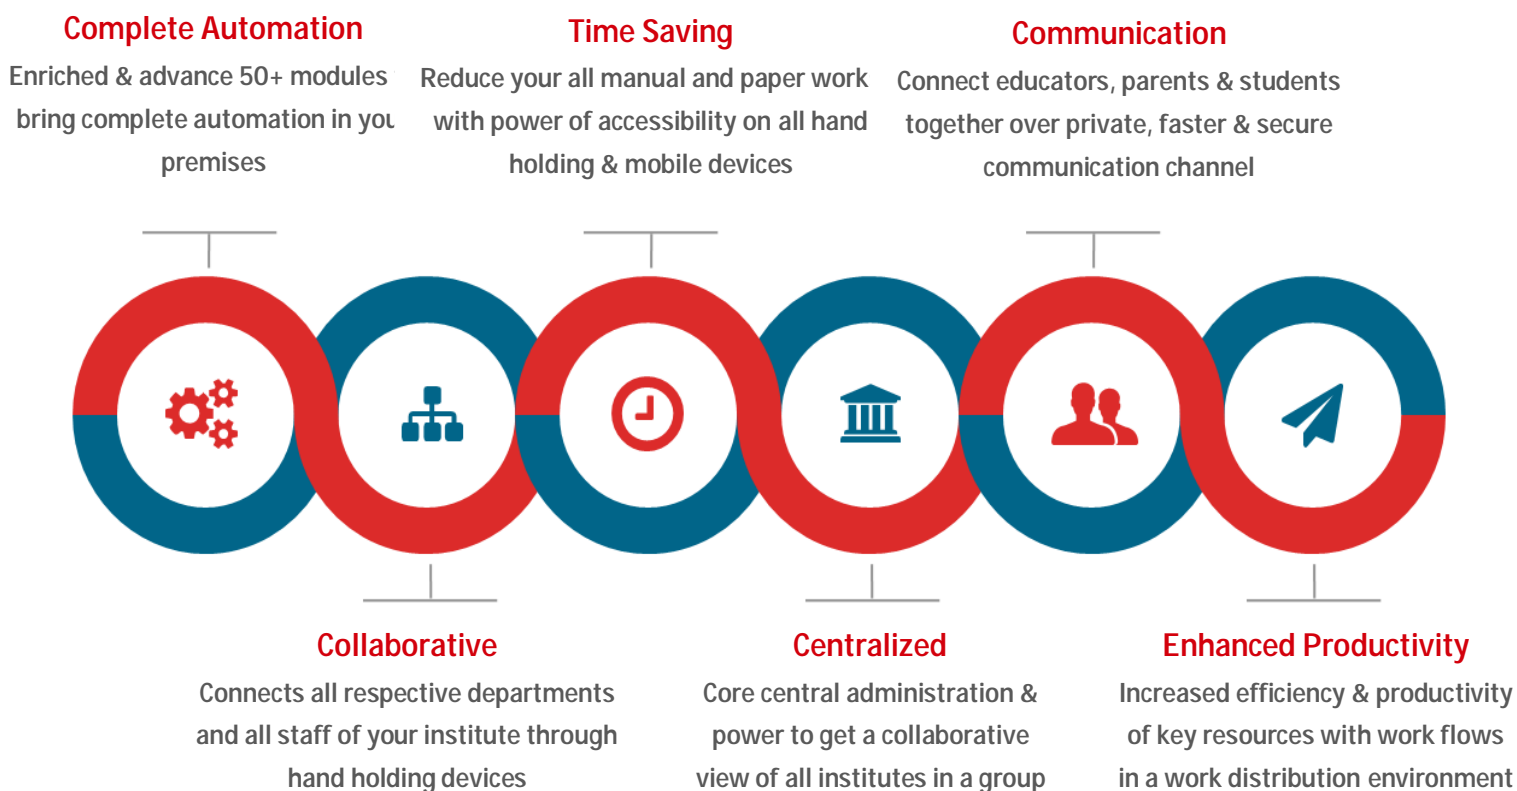 Complete Automation
Enriched & advance 50+ modules
bring complete automation in you
premises
Time Saving
Reduce your all manual and paper work
with power of accessibility on all hand
holding & mobile devices
Communication
Connect educators, parents & students
together over private, faster & secure
communication channel
Collaborative
Connects all respective departments
and all staff of your institute through
hand holding devices
Centralized
Core central administration &
power to get a collaborative
view of all institutes in a group
Enhanced Productivity
Increased efficiency & productivity
of key resources with work flows
in a work distribution environment